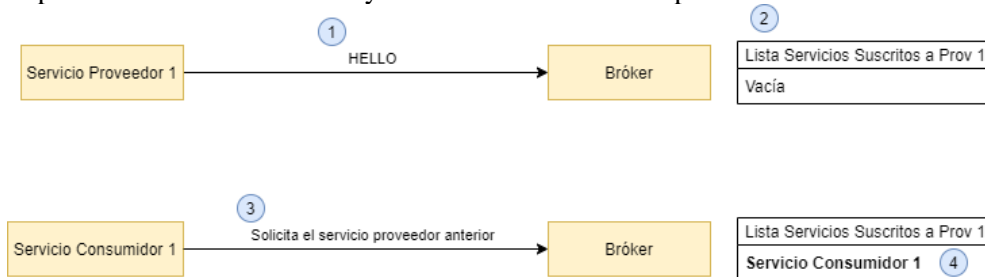 1
2
HELLO
Servicio Proveedor 1
Bróker
Lista Servicios Suscritos a Prov 1
Vacía
3
Solicita el servicio proveedor anterior
Servicio Consumidor 1
Bróker
Lista Servicios Suscritos a Prov 1
Servicio Consumidor 1
4